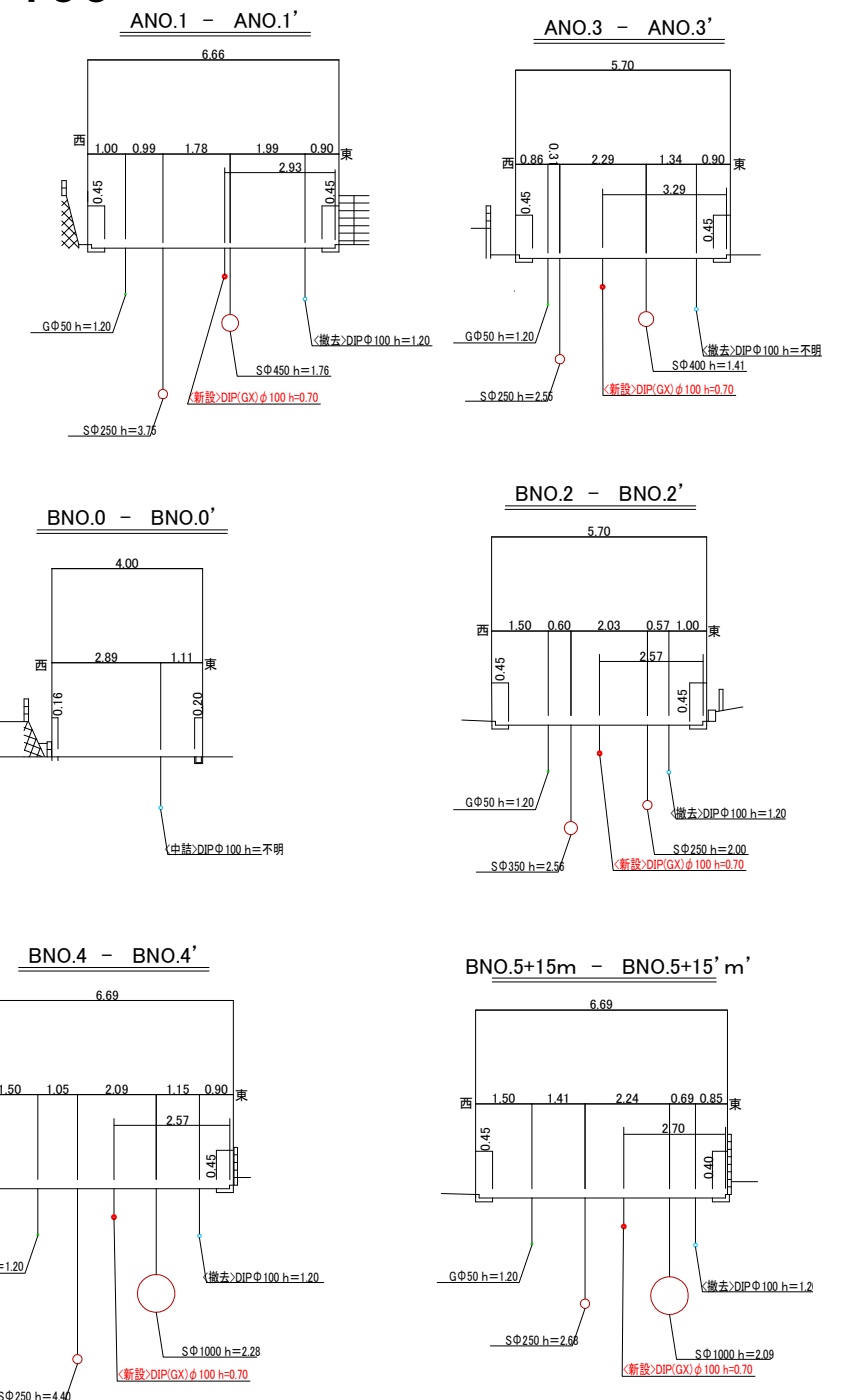 ANO.1 － ANO.1’
6.66
西
1.00 0.99 1.78 1.99 0.90 東
2.93
0.45
0.45
GΦ50 h＝1.20
<撤去>DIPΦ100 h＝1.20
SΦ450 h＝1.76
<新設>DIP(GX)φ100 h=0.70
SΦ250 h＝3.75
ANO.3 － ANO.3’
5.70
西 0.86 0.31 2.29 1.34 0.90 東
3.29
0.45
0.45
GΦ50 h＝1.20
<撤去>DIPΦ100 h＝不明
SΦ400 h＝1.41
<新設>DIP(GX)φ100 h=0.70
SΦ250 h＝2.55
BNO.0 － BNO.0’
4.00
西 2.89 1.11 東
0.16
0.20
<中詰>DIPΦ100 h＝不明
BNO.2 － BNO.2’
5.70
西 1.50 0.60 2.03 0.57 1.00 東
2.57
0.45
0.45
GΦ50 h＝1.20
<撤去>DIPΦ100 h＝1.20
SΦ250 h＝2.00
SΦ350 h＝2.56
<新設>DIP(GX)φ100 h=0.70
BNO.4 － BNO.4’
6.69
1.50 1.05 2.09 1.15 0.90 東
2.57
0.45
=1.20
<撤去>DIPΦ100 h＝1.20
SΦ1000 h＝2.28
<新設>DIP(GX)φ100 h=0.70
SΦ250 h＝4.40
BNO.5+15m － BNO.5+15’m’
6.69
西 1.50 1.41 2.24 0.69 0.85 東
2.70
0.45
0.40
GΦ50 h＝1.20
<撤去>DIPΦ100 h＝1.2
SΦ250 h＝2.68
SΦ1000 h＝2.09
<新設>DIP(GX)φ100 h=0.70